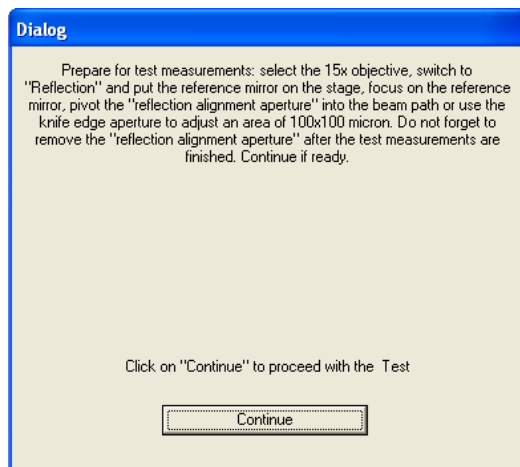 Dialog
Prepare for test measurements: select the 15x objective, switch to
"Reflection" and put the reference mirror on the stage, focus on the reference
mirror, pivot the "reflection alignment aperture" into the beam path or use the
knife edge aperture to adjust an area of 100x100 micron. Do not forget to
remove the "reflection alignment aperture" after the test measurements are
finished. Continue if ready.
Click on "Continue" to proceed with the Test
Continue